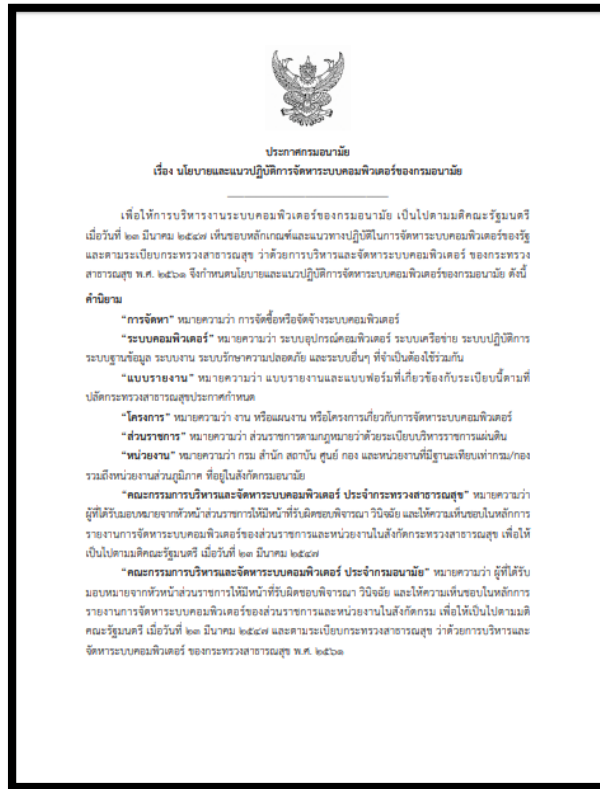 ประกาศกรมอนามัย
เรื่อง นโยบายและแนวปฏิบัติการจัดหาระบบคอมพิวเตอร์ของกรมอนามัย
เพื่อให้การบริหารงานระบบคอมพิวเตอร์ของกรมอนามัย เป็นไปตามมติคณะรัฐมนตรี
เมื่อวันที่ ๒๓ มีนาคม ๒๕๔๗ เห็นชอบหลักเกณฑ์และแนวทางปฏิบัติในการจัดหาระบบคอมพิวเตอร์ของรัฐ
และตามระเบียบกระทรวงสาธารณสุข ว่าด้วยการบริหารและจัดหาระบบคอมพิวเตอร์ ของกระทรวง
สาธารณสุข พ.ศ. ๒๕๖๑ จึงกำหนดนโยบายและแนวปฏิบัติการจัดหาระบบคอมพิวเตอร์ของกรมอนามัย ดังนี้
คำนิยาม
"การจัดหา" หมายความว่า การจัดซื้อหรือจัดจ้างระบบคอมพิวเตอร์
"ระบบคอมพิวเตอร์" หมายความว่า ระบบอุปกรณ์คอมพิวเตอร์ ระบบเครือข่าย ระบบปฏิบัติการ
ระบบฐานข้อมูล ระบบงาน ระบบรักษาความปลอดภัย และระบบอื่นๆ ที่จำเป็นต้องใช้ร่วมกัน
"แบบรายงาน" หมายความว่า แบบรายงานและแบบฟอร์มที่เกี่ยวข้องกับระเบียบนี้ตามที่
ปลัดกระทรวงสาธารณสุขประกาศกำหนด
"โครงการ" หมายความว่า งาน หรือแผนงาน หรือโครงการเกี่ยวกับการจัดหาระบบคอมพิวเตอร์
"ส่วนราชการ" หมายความว่า ส่วนราชการตามกฎหมายว่าด้วยระเบียบบริหารราชการแผ่นดิน
"หน่วยงาน" หมายความว่า กรม สำนัก สถาบัน ศูนย์ กอง และหน่วยงานที่มีฐานะเทียบเท่ากรม/กอง
รวมถึงหน่วยงานส่วนภูมิภาค ที่อยู่ในสังกัดกรมอนามัย
"คณะกรรมการบริหารและจัดหาระบบคอมพิวเตอร์ ประจำกระทรวงสาธารณสุข" หมายความว่า
ผู้ที่ได้รับมอบหมายจากหัวหน้าส่วนราชการให้มีหน้าที่รับผิดชอบพิจารณา วินิจฉัย และให้ความเห็นชอบในหลักการ
รายงานการจัดหาระบบคอมพิวเตอร์ของส่วนราชการและหน่วยงานในสังกัดกระทรวงสาธารณสุข เพื่อให้
เป็นไปตามมติคณะรัฐมนตรี เมื่อวันที่ ๒๓ มีนาคม ๒๕๔๗
"คณะกรรมการบริหารและจัดหาระบบคอมพิวเตอร์ ประจำกรมอนามัย" หมายความว่า ผู้ที่ได้รับ
มอบหมายจากหัวหน้าส่วนราชการให้มีหน้าที่รับผิดชอบพิจารณา วินิจฉัย และให้ความเห็นชอบในหลักการ
รายงานการจัดหาระบบคอมพิวเตอร์ของส่วนราชการและหน่วยงานในสังกัดกรม เพื่อให้เป็นไปตามมติ
คณะรัฐมนตรี เมื่อวันที่ ๒๓ มีนาคม ๒๕๔๗ และตามระเบียบกระทรวงสาธารณสุข ว่าด้วยการบริหารและ
จัดหาระบบคอมพิวเตอร์ ของกระทรวงสาธารณสุข พ.ศ. ๒๕๖๑